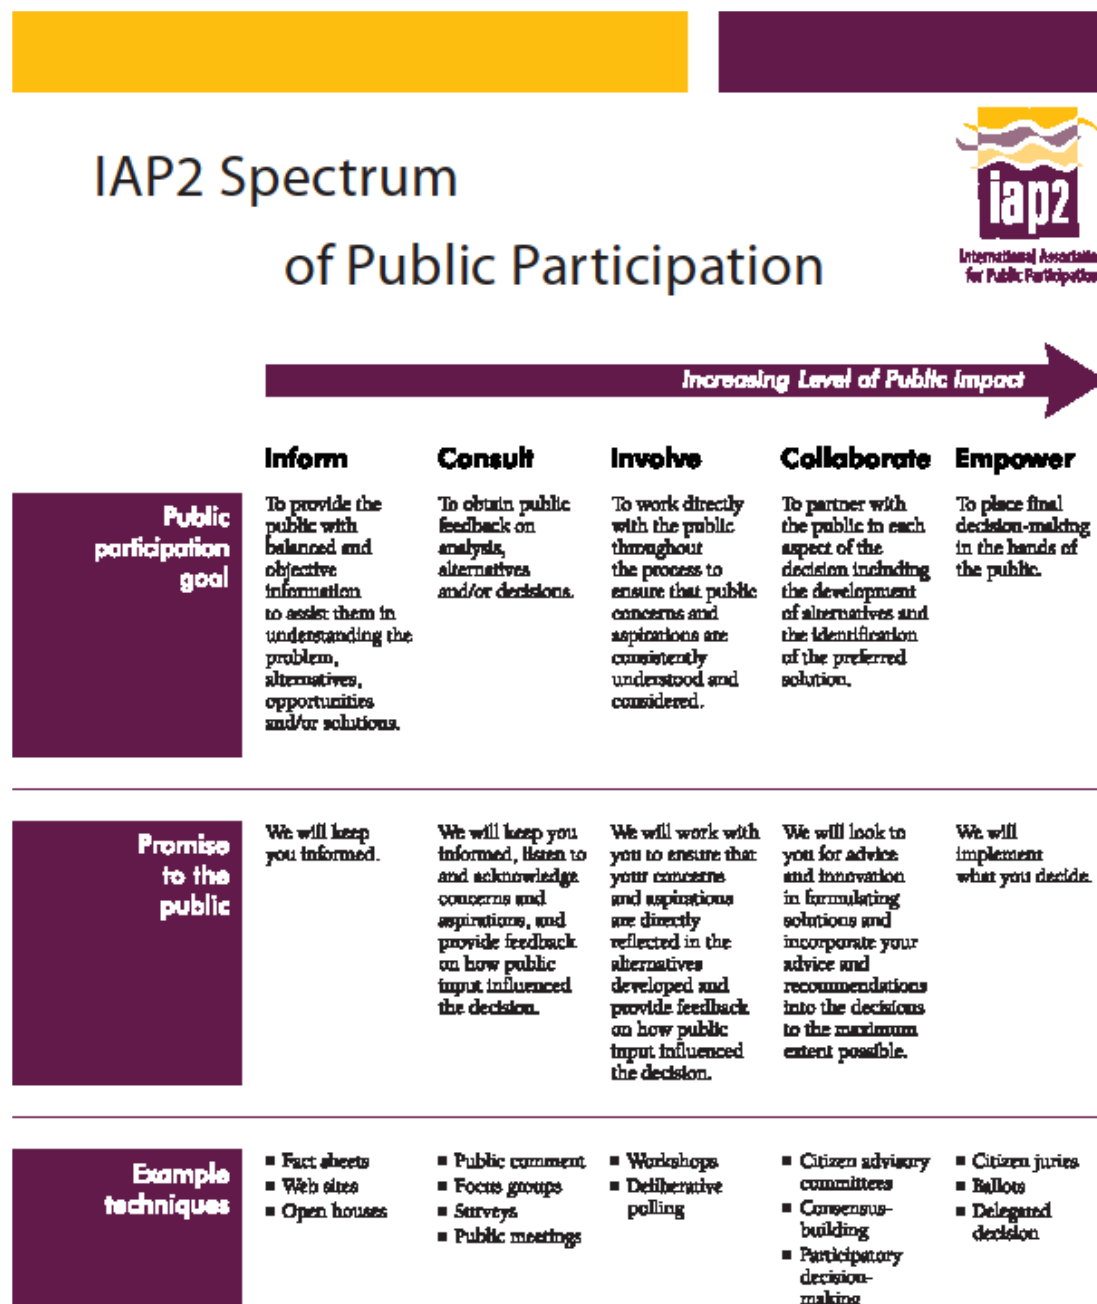 IAP2 Spectrum
of Public Participation
iap2
International Associatio
for Public Participation
Increasing Level of Public Impact
Inform
Consult
Involve
Collaborate
Empower
Public
participation
goal
To provide the
public with
balanced and
objective
information
to assist them in
understanding the
problem,
alternatives,
opportunities
and/or solutions.
To obtain public
feedback on
analysis,
alternatives
and/or decisions.
To work directly
with the public
throughout
the process to
ensure that public
concerns and
aspirations are
consistently
understood and
considered.
To partner with
the public in each
aspect of the
decision including
the development
of alternatives and
the identification
of the preferred
solution.
To place final
decision-making
in the hands of
the public.
Promise
to the
public
We will keep
you informed.
We will keep you
informed, listen to
and acknowledge
concerns and
aspirations, and
provide feedback
on how public
input influenced
the decision.
We will work with
you to ensure that
your concerns
and aspirations
are directly
reflected in the
alternatives
developed and
provide feedback
on how public
input influenced
the decision.
We will look to
you for advice
and innovation
in formulating
solutions and
incorporate your
advice and
recommendations
into the decisions
to the maximum
extent possible.
We will
implement
what you decide.
Example
techniques
▪ Fact sheets
▪ Web sites
▪ Open houses
▪ Public comment
▪ Focus groups
▪ Surveys
▪ Public meetings
▪ Workshops
▪ Deliberative
polling
▪ Citizen advisory
committees
▪ Consensus-
building
▪ Participatory
decision-
making
▪ Citizen juries
▪ Ballots
▪ Delegated
decision